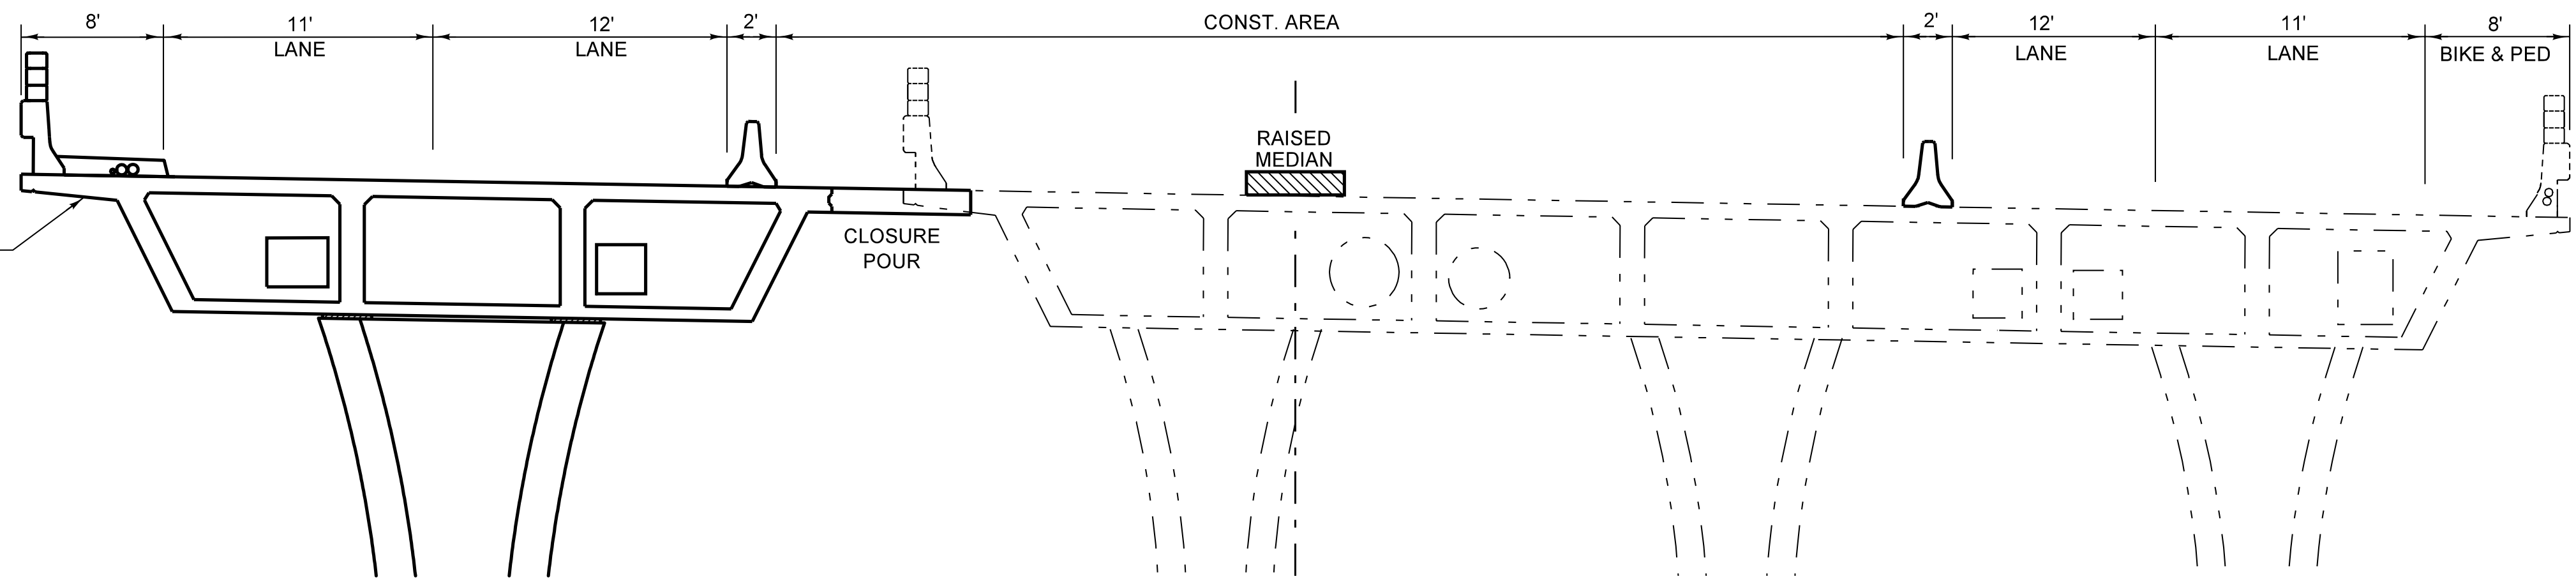 8'
11'
LANE
12'
LANE
2'
CONST. AREA
2'
12'
LANE
11'
LANE
8'
BIKE & PED
RAISED
MEDIAN
CLOSURE
POUR